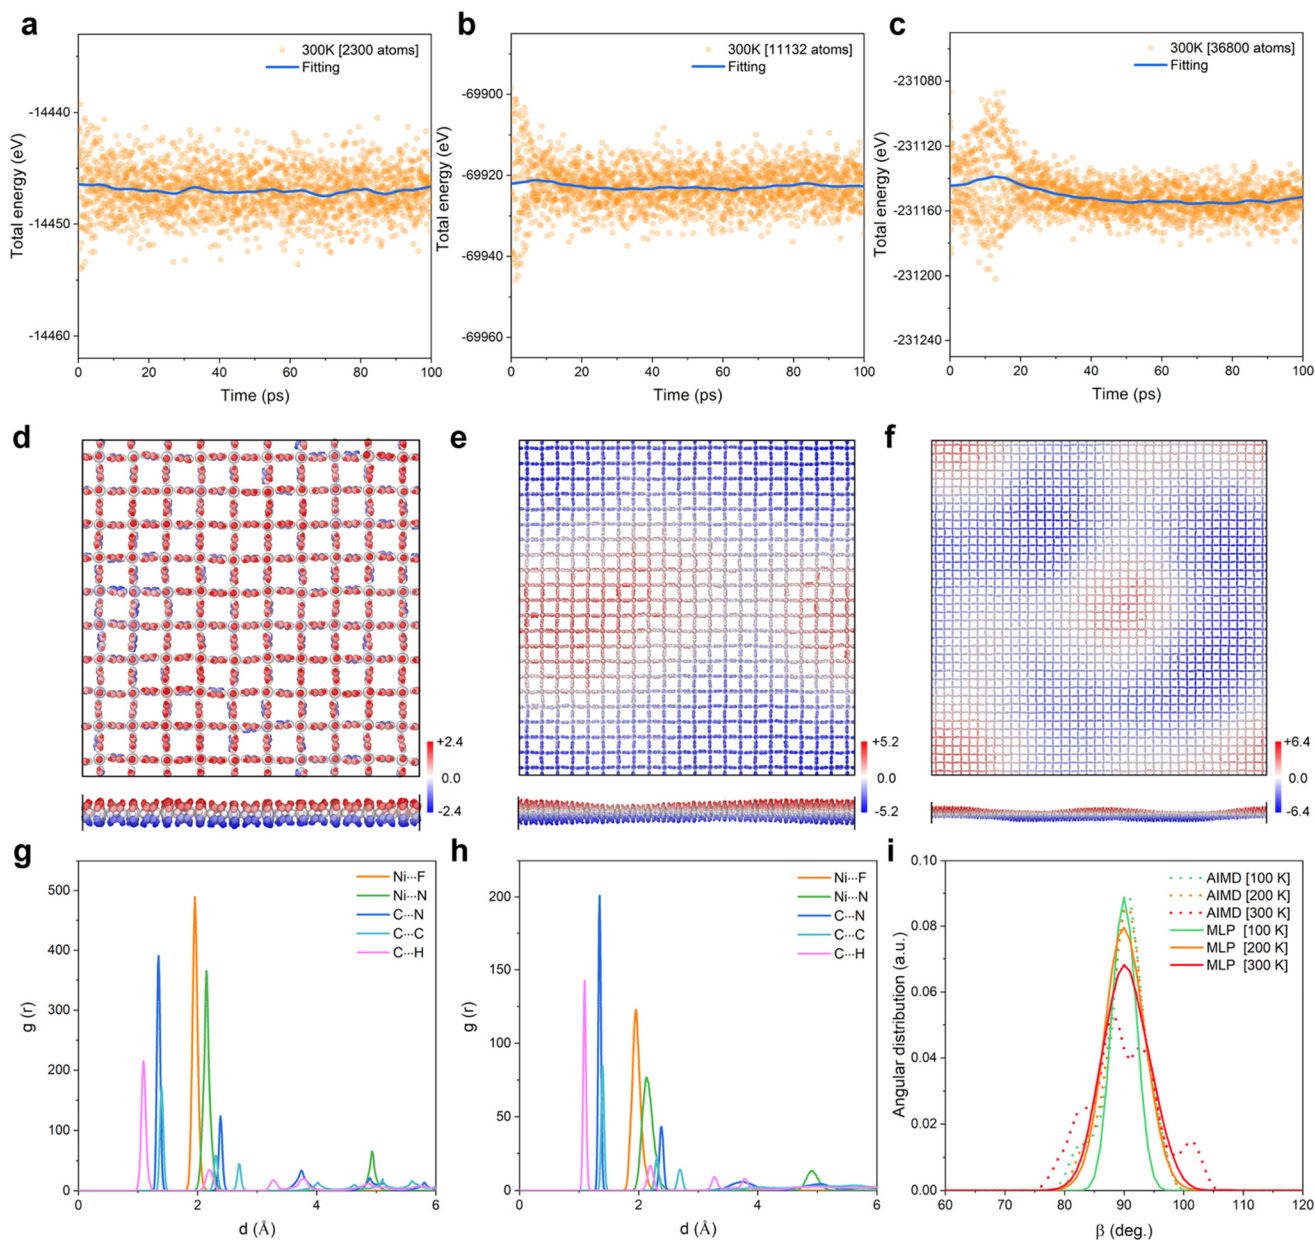 a
300K [2300 atoms]
Fitting
-14440
-14450
-14460
Total energy (eV)
0 20 40 60 80 100
Time (ps)
b
300K [11132 atoms]
Fitting
-69900
-69920
-69940
-69960
Total energy (eV)
0 20 40 60 80 100
Time (ps)
c
300K [36800 atoms]
Fitting
-231080
-231120
-231160
-231200
-231240
Total energy (eV)
0 20 40 60 80 100
Time (ps)
d
+2.4
0.0
-2.4
e
+5.2
0.0
-5.2
f
+6.4
0.0
-6.4
g
Ni···F
Ni···N
C···N
C···C
C···H
500
400
300
200
100
0
g (r)
0 2 4 6
d (Å)
h
Ni···F
Ni···N
C···N
C···C
C···H
200
150
100
50
0
g (r)
0 2 4 6
d (Å)
i
AIMD [100 K]
AIMD [200 K]
AIMD [300 K]
MLP [100 K]
MLP [200 K]
MLP [300 K]
0.10
0.08
0.06
0.04
0.02
0.00
Angular distribution (a.u.)
60 70 80 90 100 110 120
β (deg.)